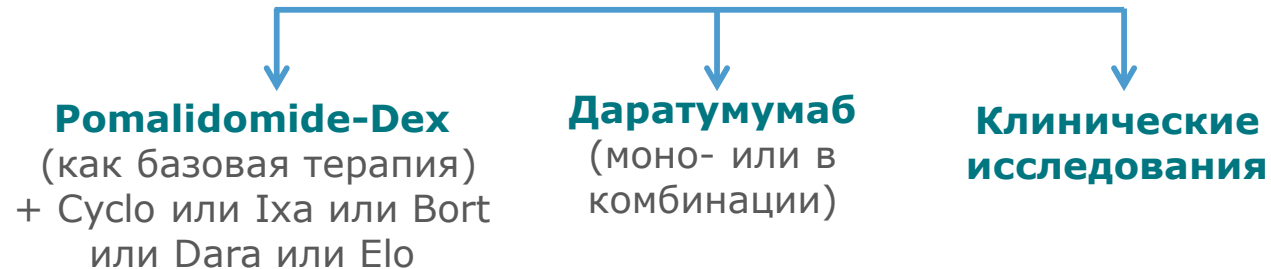 Pomalidomide-Dex
(как базовая терапия)
+ Cyclo или Ixa или Bort
или Dara или Elo
Даратумумаб
(моно- или в
комбинации)
Клинические
исследования